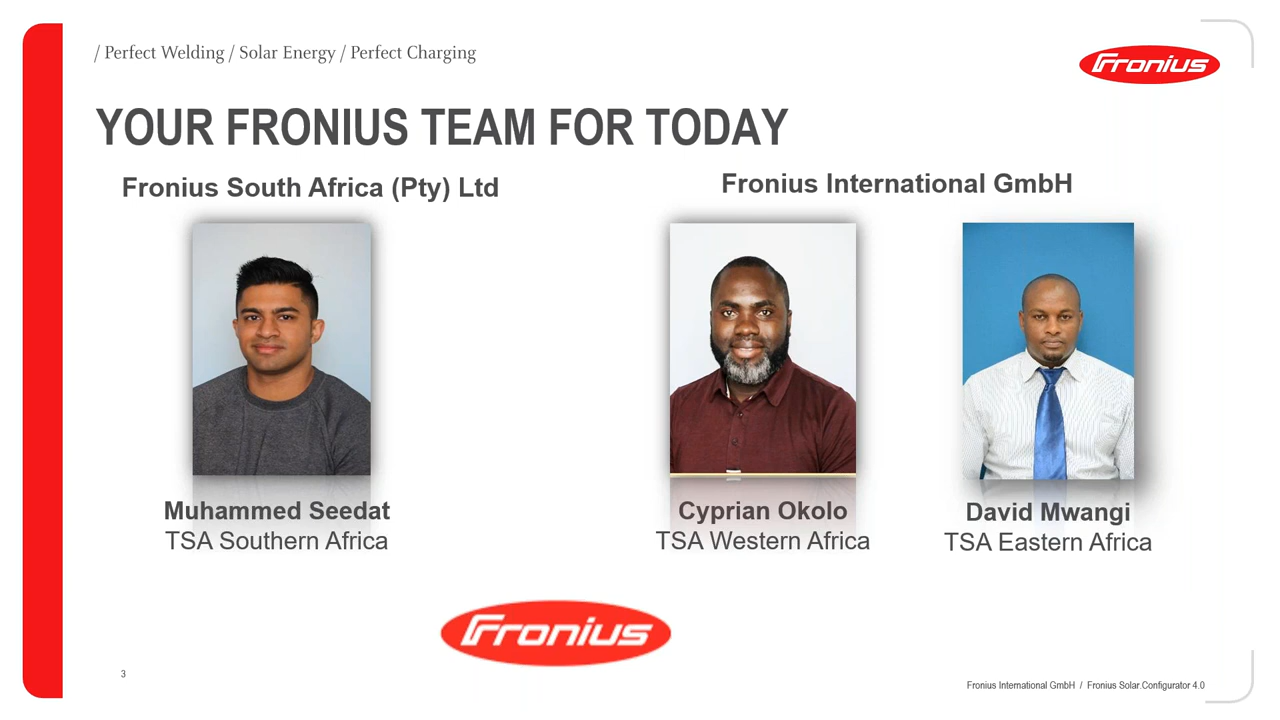 / Perfect Welding / Solar Energy / Perfect Charging
Fronius
YOUR FRONIUS TEAM FOR TODAY
Fronius South Africa (Pty) Ltd
Fronius International GmbH
Muhammed Seedat
TSA Southern Africa
Cyprian Okolo
TSA Western Africa
David Mwangi
TSA Eastern Africa
Fronius
3
Fronius International GmbH / Fronius Solar.Configurator 4.0